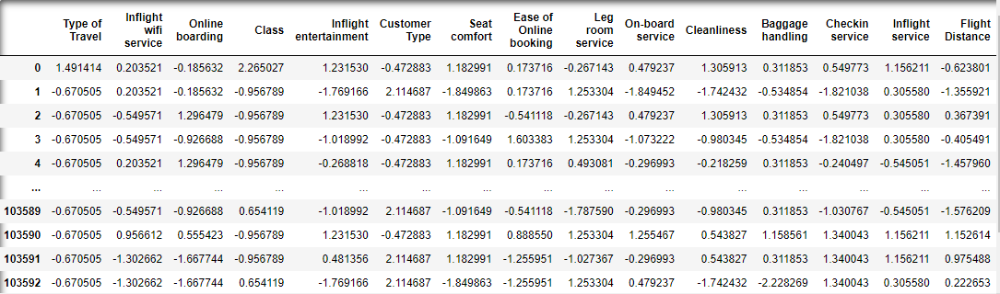 Type of Travel Inflight wifi service Online boarding Class Inflight entertainment Customer Type Seat comfort Ease of Online booking Leg room service On-board service Cleanliness Baggage handling Checkin service Inflight service Flight Distance
0 1.491414 0.203521 -0.185632 2.265027 1.231530 -0.472883 1.182991 0.173716 -0.267143 0.479237 1.305913 0.311853 0.549773 1.156211 -0.623801
1 -0.670505 0.203521 -0.185632 -0.956789 -1.769166 2.114687 -1.849863 0.173716 1.253304 -1.849452 -1.742432 -0.534854 -1.821038 0.305580 -1.355921
2 -0.670505 -0.549571 1.296479 -0.956789 1.231530 -0.472883 1.182991 -0.541118 -0.267143 0.479237 1.305913 0.311853 0.549773 0.305580 0.367391
3 -0.670505 -0.549571 -0.926688 -0.956789 -1.018992 -0.472883 -1.091649 1.603383 1.253304 -1.073222 -0.980345 -0.534854 -1.821038 0.305580 -0.405491
4 -0.670505 0.203521 1.296479 -0.956789 -0.268818 -0.472883 1.182991 0.173716 0.493081 -0.296993 -0.218259 0.311853 -0.240497 -0.545051 -1.457960
... ... ... ... ... ... ... ... ... ... ... ... ... ... ... ...
103589 -0.670505 -0.549571 -0.926688 0.654119 -1.018992 2.114687 -1.091649 -0.541118 -1.787590 -0.296993 -0.980345 0.311853 -1.030767 -0.545051 -1.576209
103590 -0.670505 0.956612 0.555423 -0.956789 1.231530 -0.472883 1.182991 0.888550 1.253304 1.255467 0.543827 1.158561 1.340043 1.156211 1.152614
103591 -0.670505 -1.302662 -1.667744 -0.956789 0.481356 2.114687 1.182991 -1.255951 -1.027367 -0.296993 0.543827 0.311853 1.340043 1.156211 0.975488
103592 -0.670505 -1.302662 -1.667744 0.654119 -1.769166 2.114687 -1.849863 -1.255951 1.253304 0.479237 -1.742432 -2.228269 1.340043 0.305580 0.222653